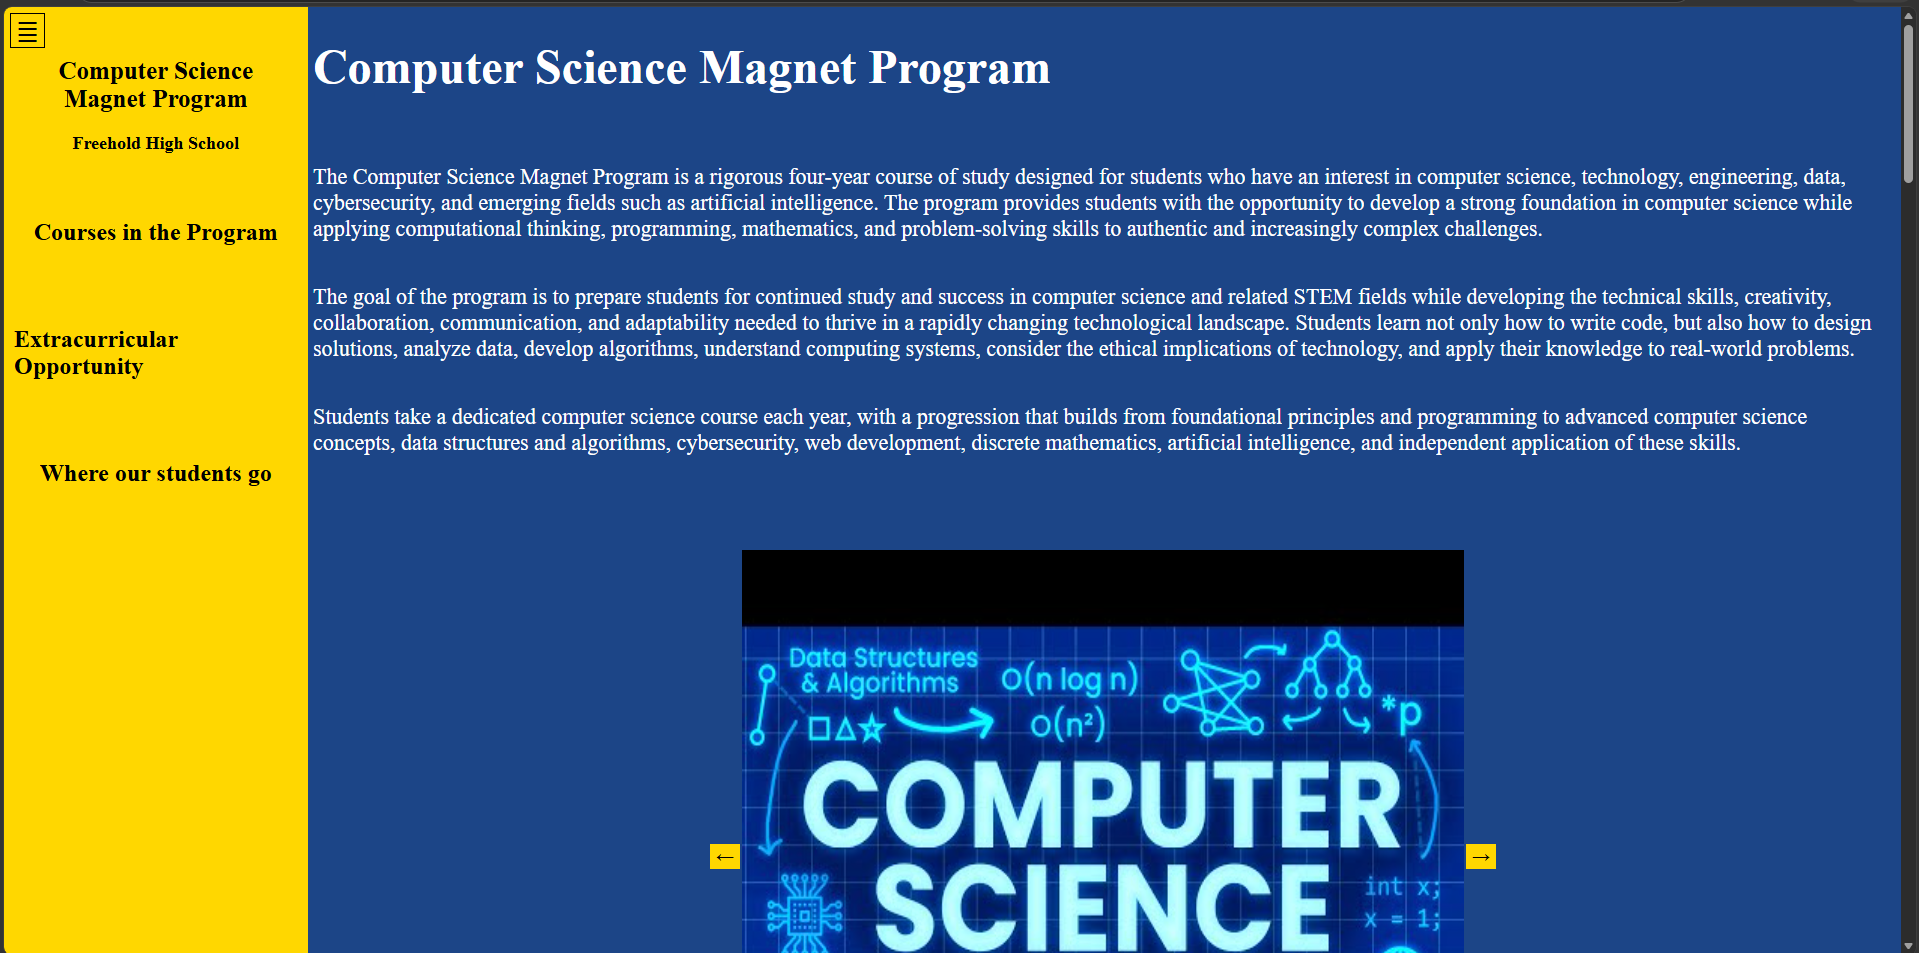 Computer Science
Magnet Program
Freehold High School
Courses in the Program
Extracurricular
Opportunity
Where our students go
Computer Science Magnet Program
The Computer Science Magnet Program is a rigorous four-year course of study designed for students who have an interest in computer science, technology, engineering, data,
cybersecurity, and emerging fields such as artificial intelligence. The program provides students with the opportunity to develop a strong foundation in computer science while
applying computational thinking, programming, mathematics, and problem-solving skills to authentic and increasingly complex challenges.
The goal of the program is to prepare students for continued study and success in computer science and related STEM fields while developing the technical skills, creativity,
collaboration, communication, and adaptability needed to thrive in a rapidly changing technological landscape. Students learn not only how to write code, but also how to design
solutions, analyze data, develop algorithms, understand computing systems, consider the ethical implications of technology, and apply their knowledge to real-world problems.
Students take a dedicated computer science course each year, with a progression that builds from foundational principles and programming to advanced computer science
concepts, data structures and algorithms, cybersecurity, web development, discrete mathematics, artificial intelligence, and independent application of these skills.
Data Structures
& Algorithms
O(n log n)
O(n²)
*p
COMPUTER
SCIENCE
int x;
x = 1;
←
→